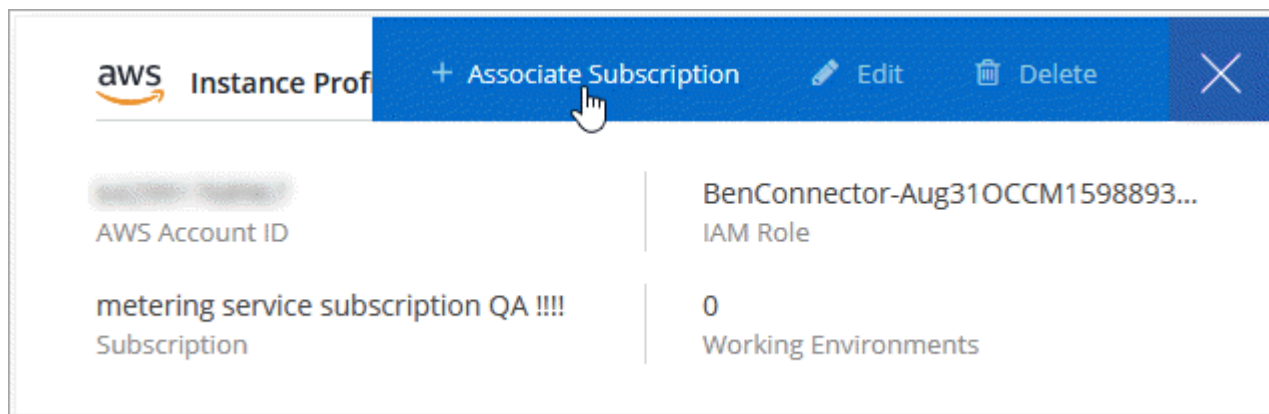 aws Instance Profi + Associate Subscription Edit Delete
BenConnector-Aug31OCCM1598893...
AWS Account ID IAM Role
metering service subscription QA !!!! 0
Subscription Working Environments